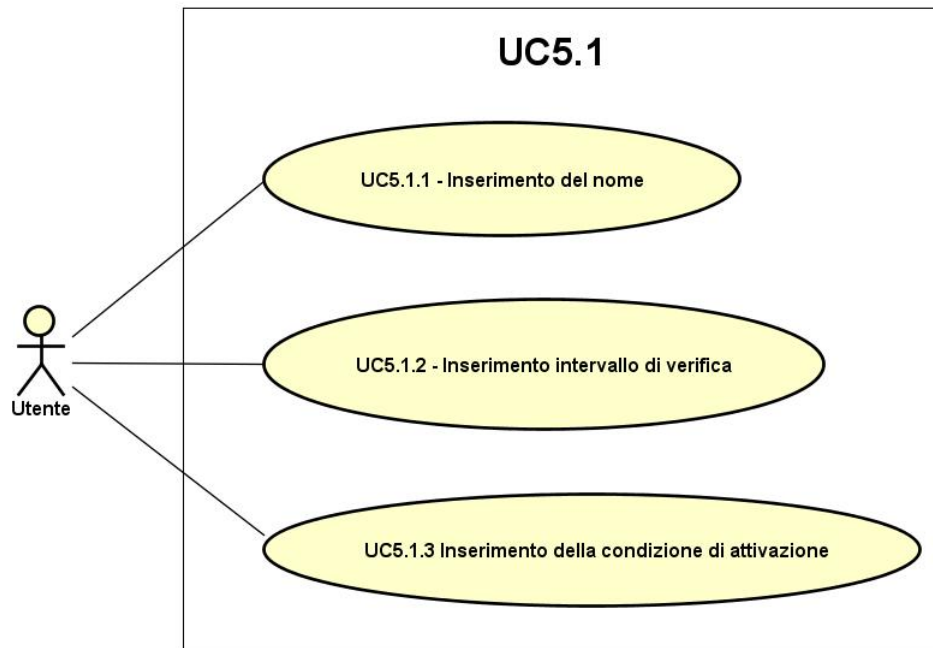 UC5.1
UC5.1.1 - Inserimento del nome
UC5.1.2 - Inserimento intervallo di verifica
Utente
UC5.1.3 Inserimento della condizione di attivazione